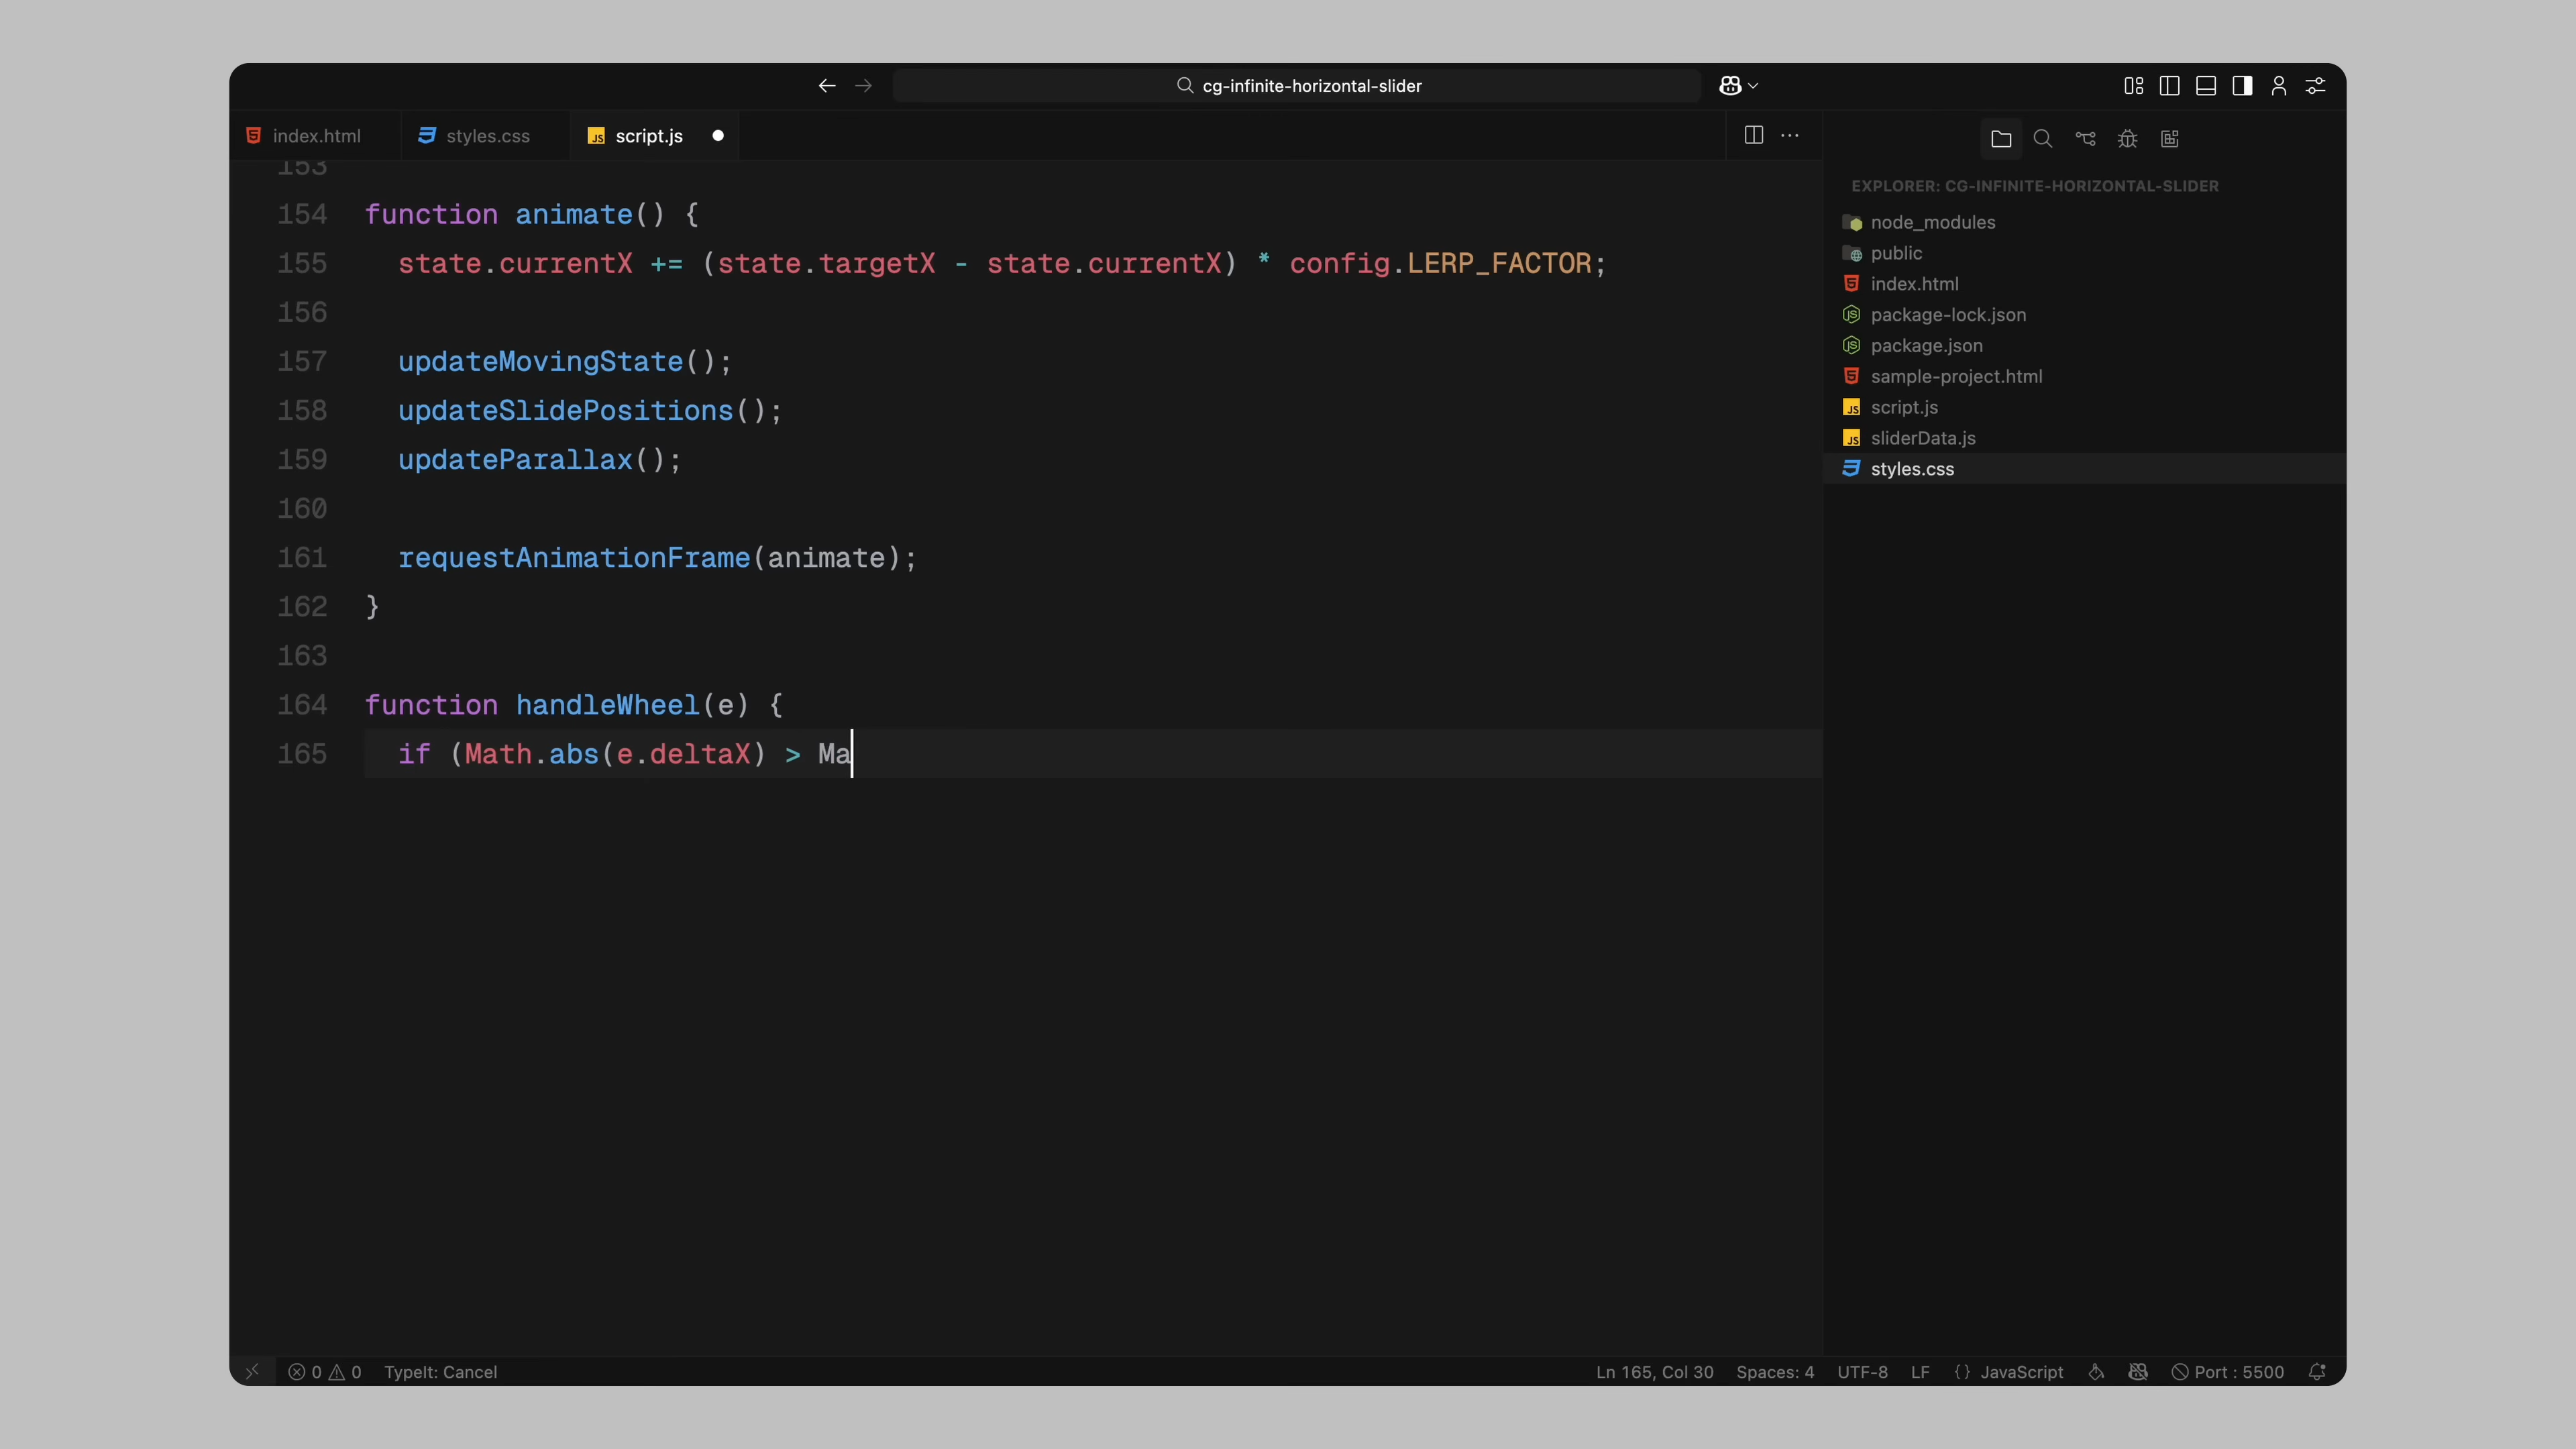 cg-infinite-horizontal-slider
index.html
styles.css
script.js
EXPLORER: CG-INFINITE-HORIZONTAL-SLIDER
node_modules
public
index.html
package-lock.json
package.json
sample-project.html
script.js
sliderData.js
styles.css
153
154 function animate() {
155 state.currentX += (state.targetX - state.currentX) * config.LERP_FACTOR;
156
157 updateMovingState();
158 updateSlidePositions();
159 updateParallax();
160
161 requestAnimationFrame(animate);
162 }
163
164 function handleWheel(e) {
165 if (Math.abs(e.deltaX) > Ma
0 0 TypeIt: Cancel Ln 165, Col 30 Spaces: 4 UTF-8 LF {} JavaScript Port : 5500